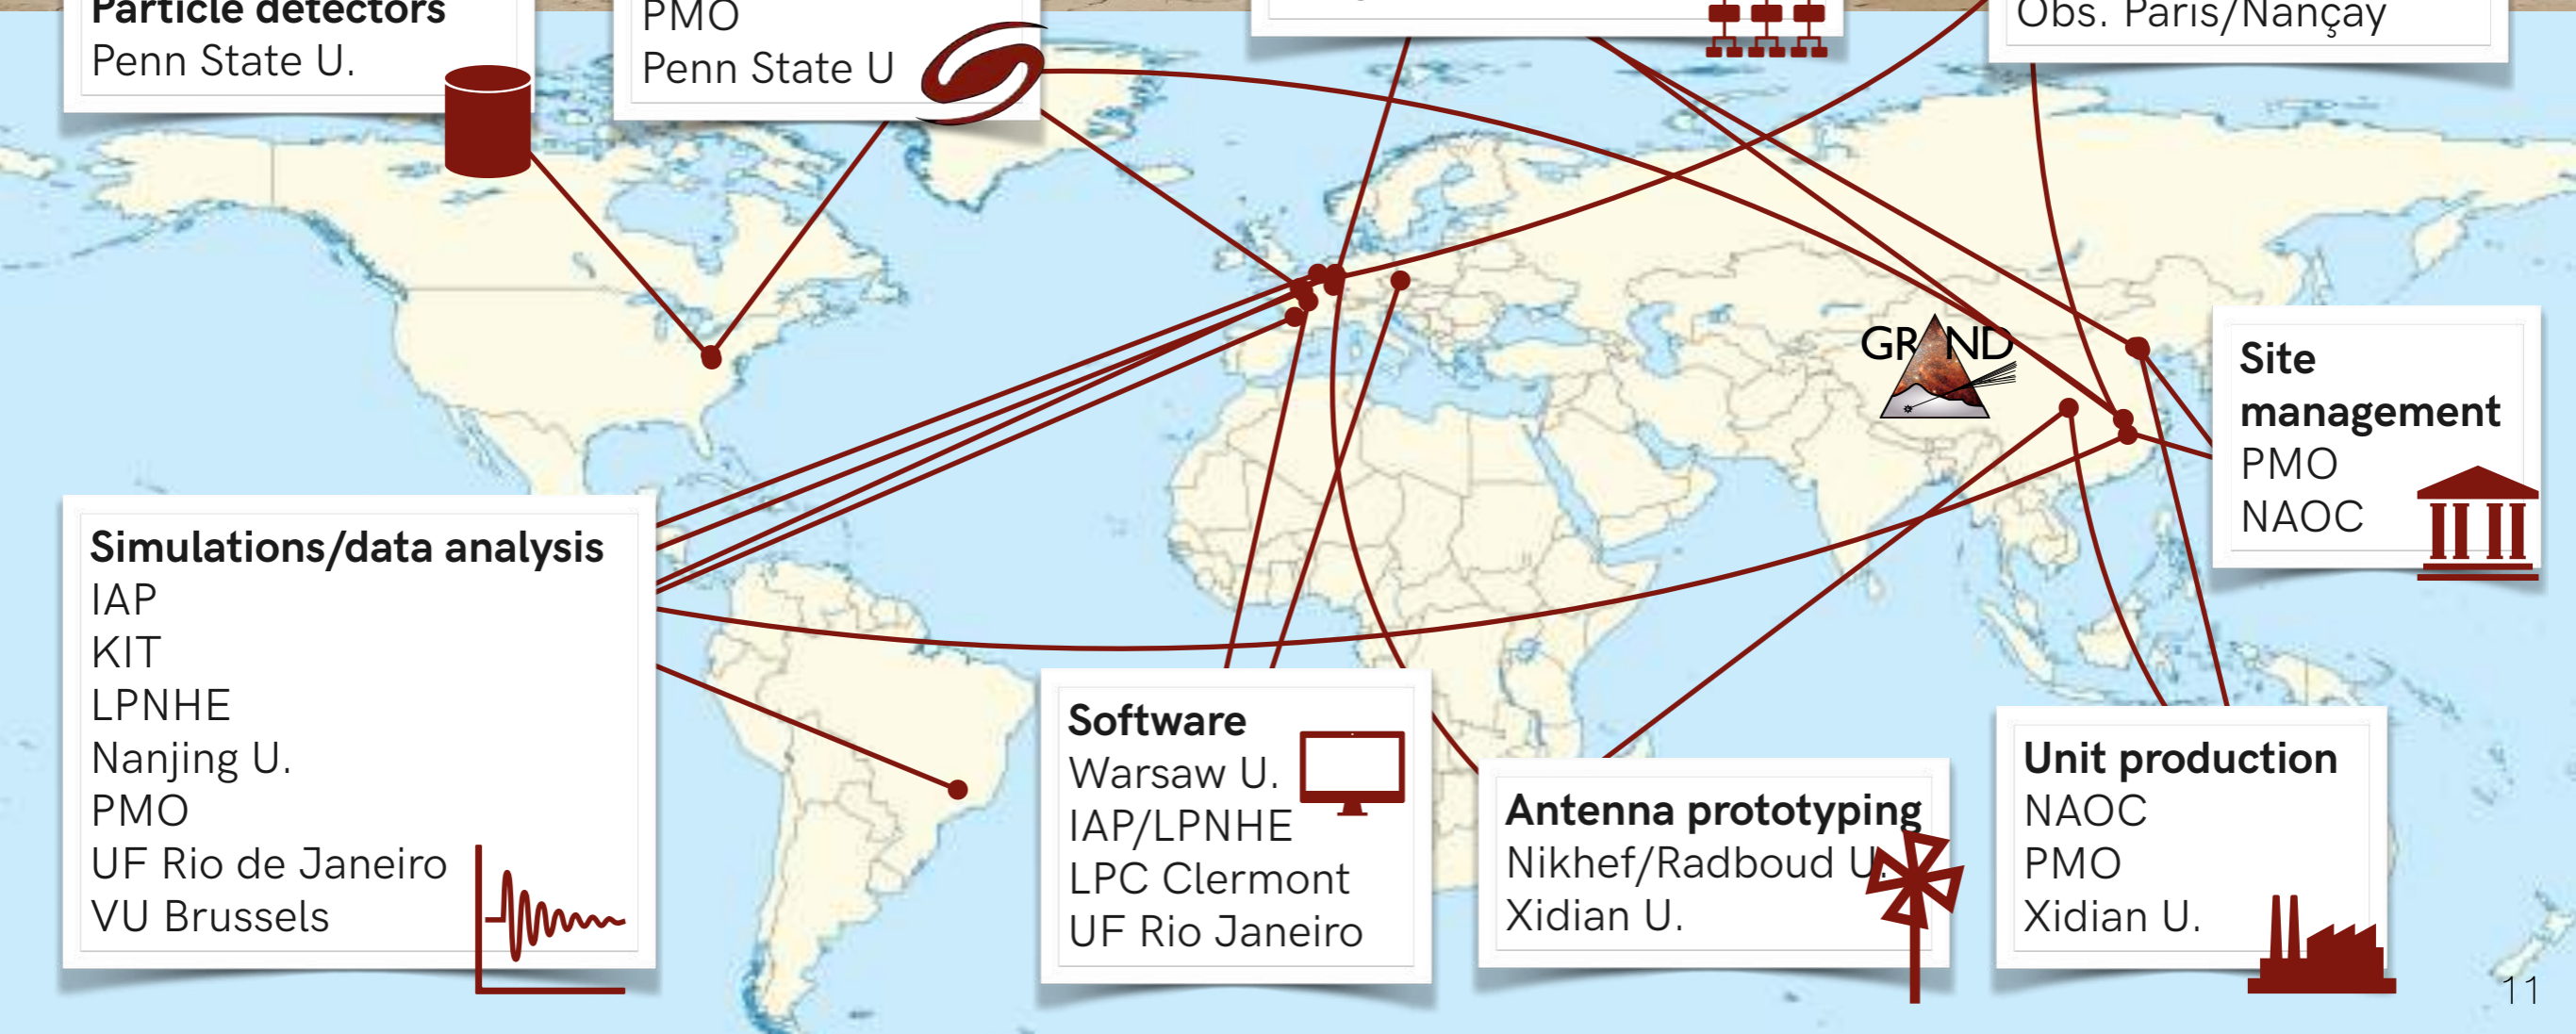 Particle detectors
Penn State U.
PMO
Penn State U
Obs. Paris/Nançay
GRAND
Site
management
PMO
NAOC
Simulations/data analysis
IAP
KIT
LPNHE
Nanjing U.
PMO
UF Rio de Janeiro
VU Brussels
Software
Warsaw U.
IAP/LPNHE
LPC Clermont
UF Rio Janeiro
Antenna prototyping
Nikhef/Radboud U.
Xidian U.
Unit production
NAOC
PMO
Xidian U.
11